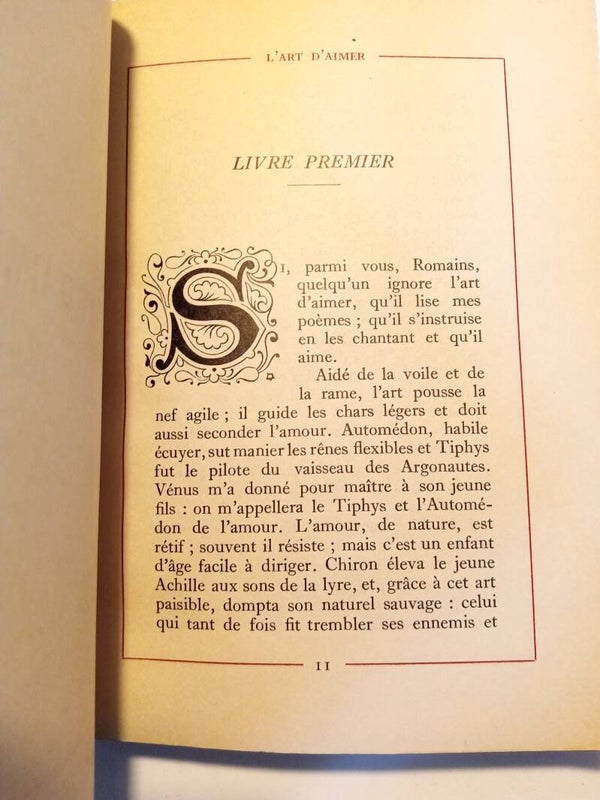 L'ART D'AIMER
LIVRE PREMIER
SI, parmi vous, Romains,
quelqu'un ignore l'art
d'aimer, qu'il lise mes
poèmes ; qu'il s'instruise
en les chantant et qu'il
aime.
Aidé de la voile et de
la rame, l'art pousse la
nef agile ; il guide les chars légers et doit
aussi seconder l'amour. Automédon, habile
écuyer, sut manier les rênes flexibles et Tiphys
fut le pilote du vaisseau des Argonautes.
Vénus m'a donné pour maître à son jeune
fils : on m'appellera le Tiphys et l'Automé-
don de l'amour. L'amour, de nature, est
rétif ; souvent il résiste ; mais c'est un enfant
d'âge facile à diriger. Chiron éleva le jeune
Achille aux sons de la lyre, et, grâce à cet art
paisible, dompta son naturel sauvage : celui
qui tant de fois fit trembler ses ennemis et
11